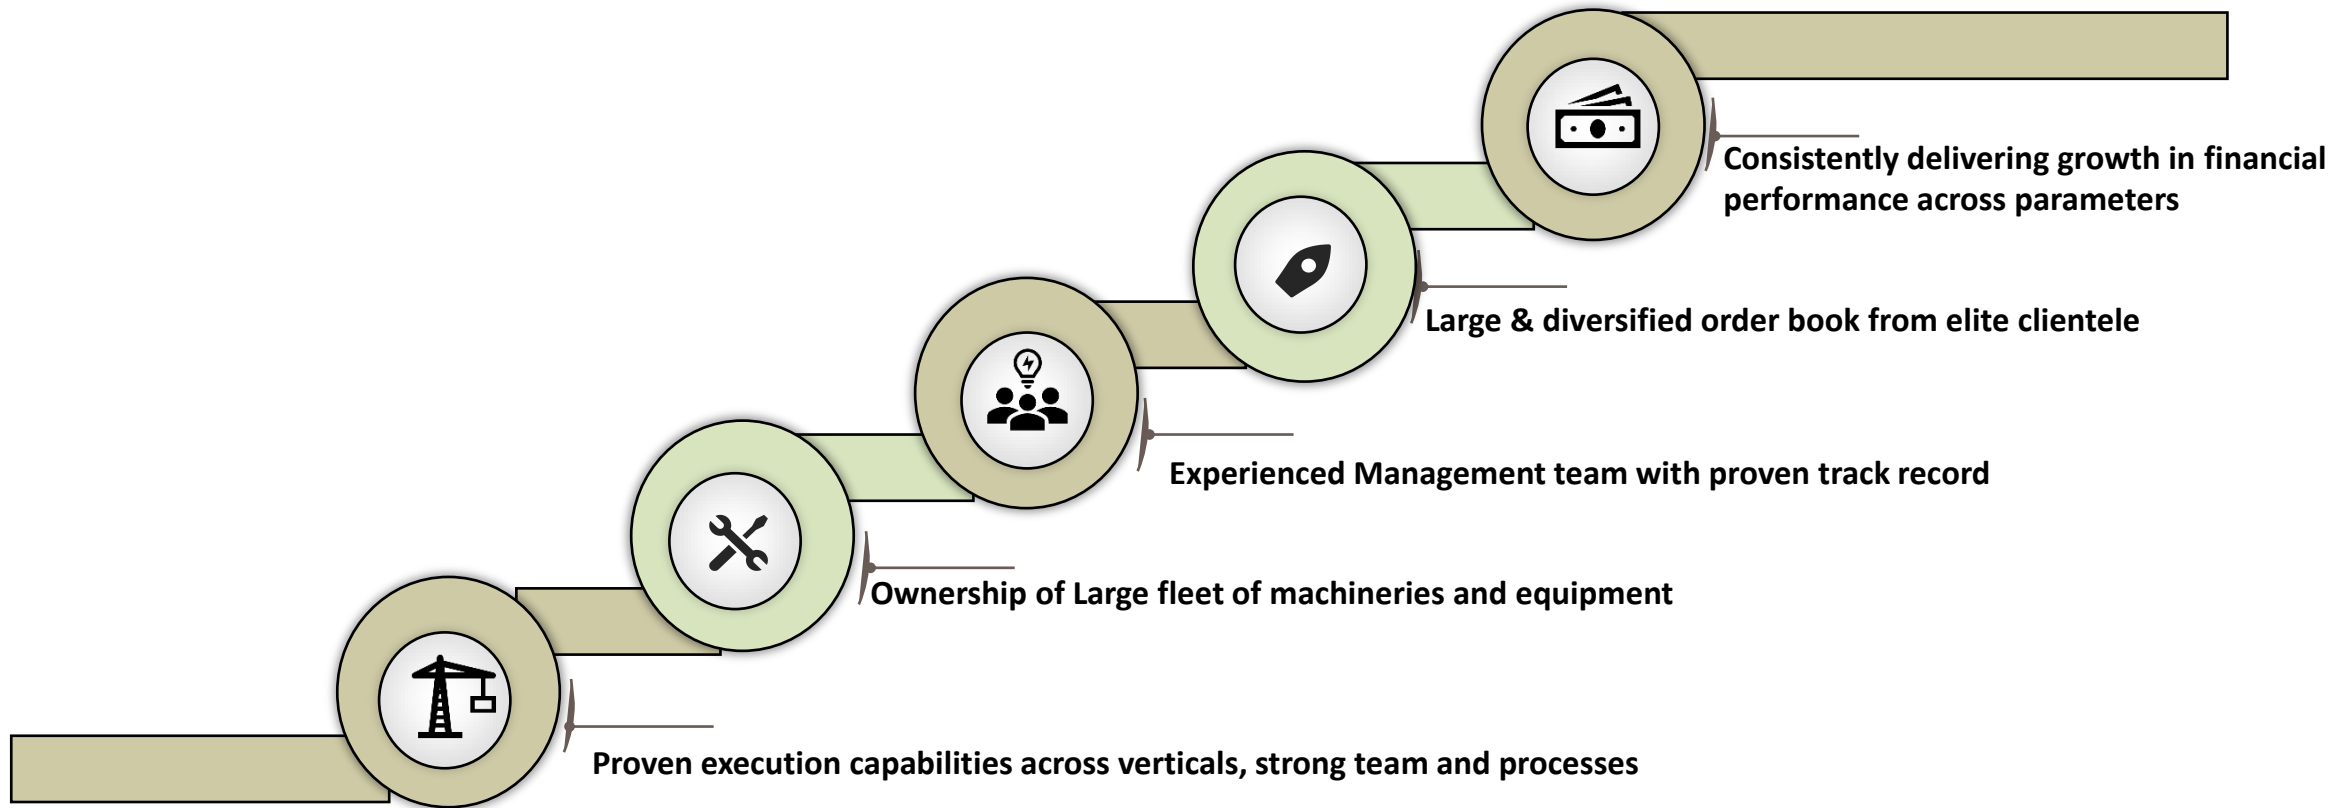 Consistently delivering growth in financial
performance across parameters
Large & diversified order book from elite clientele
Experienced Management team with proven track record
Ownership of Large fleet of machineries and equipment
Proven execution capabilities across verticals, strong team and processes